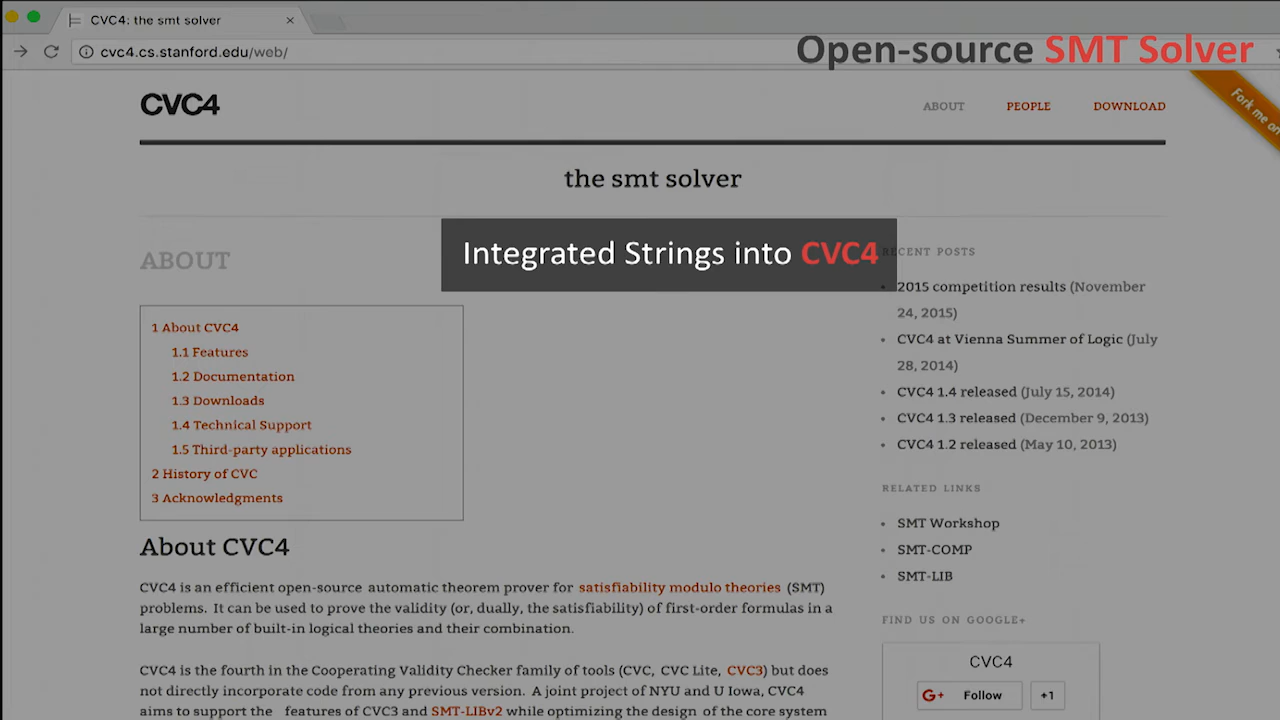 CVC4: the smt solver
cvc4.cs.stanford.edu/web/
Open-source SMT Solver
Fork me on
CVC4
ABOUT
PEOPLE
DOWNLOAD
the smt solver
Integrated Strings into CVC4
ABOUT
1 About CVC4
1.1 Features
1.2 Documentation
1.3 Downloads
1.4 Technical Support
1.5 Third-party applications
2 History of CVC
3 Acknowledgments
About CVC4
CVC4 is an efficient open-source automatic theorem prover for satisfiability modulo theories (SMT)
problems. It can be used to prove the validity (or, dually, the satisfiability) of first-order formulas in a
large number of built-in logical theories and their combination.
CVC4 is the fourth in the Cooperating Validity Checker family of tools (CVC, CVC Lite, CVC3) but does
not directly incorporate code from any previous version. A joint project of NYU and U Iowa, CVC4
aims to support the features of CVC3 and SMT-LIBv2 while optimizing the design of the core system
ECENT POSTS
2015 competition results (November
24, 2015)
CVC4 at Vienna Summer of Logic (July
28, 2014)
CVC4 1.4 released (July 15, 2014)
CVC4 1.3 released (December 9, 2013)
CVC4 1.2 released (May 10, 2013)
RELATED LINKS
SMT Workshop
SMT-COMP
SMT-LIB
FIND US ON GOOGLE+
CVC4
G+ Follow
+1